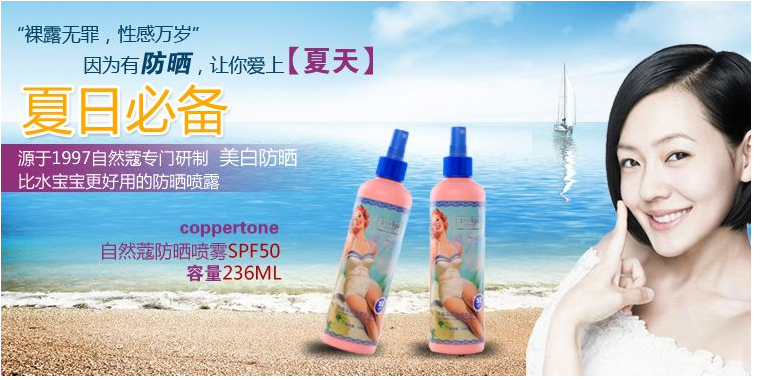 “裸露无罪，性感万岁”
因为有防晒，让你爱上【夏天】
夏日必备
源于1997自然蔻专门研制 美白防晒
比水宝宝更好用的防晒喷露
coppertone
自然蔻防晒喷雾SPF50
容量236ML